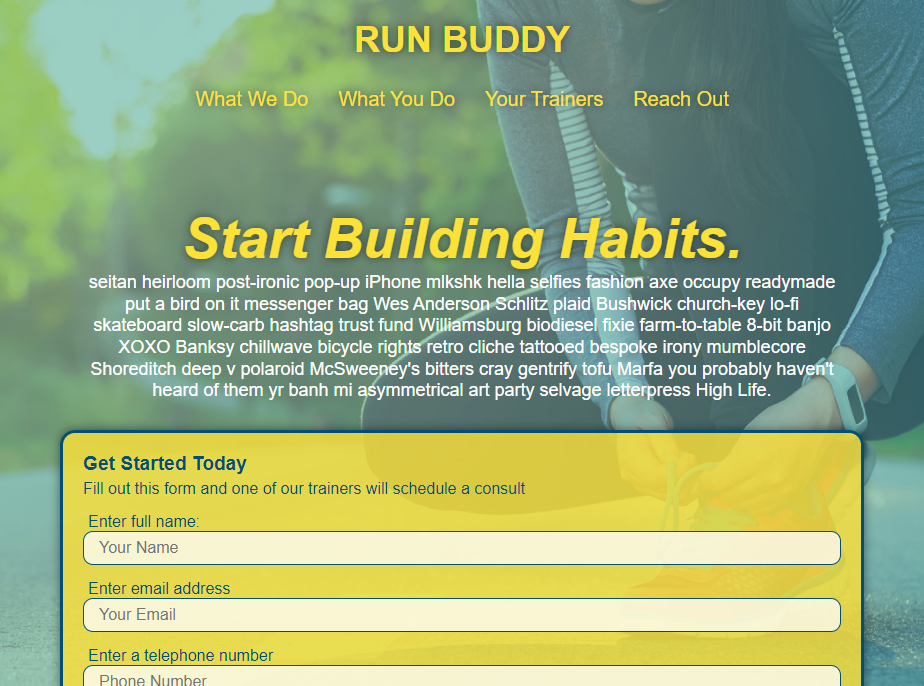 RUN BUDDY
What We Do What You Do Your Trainers Reach Out
Start Building Habits.
seitan heirloom post-ironic pop-up iPhone mlkshk hella selfies fashion axe occupy readymade
put a bird on it messenger bag Wes Anderson Schlitz plaid Bushwick church-key lo-fi
skateboard slow-carb hashtag trust fund Williamsburg biodiesel fixie farm-to-table 8-bit banjo
XOXO Banksy chillwave bicycle rights retro cliche tattooed bespoke irony mumblecore
Shoreditch deep v polaroid McSweeney's bitters cray gentrify tofu Marfa you probably haven't
heard of them yr banh mi asymmetrical art party selvage letterpress High Life.
Get Started Today
Fill out this form and one of our trainers will schedule a consult
Enter full name:
Your Name
Enter email address
Your Email
Enter a telephone number
Phone Number